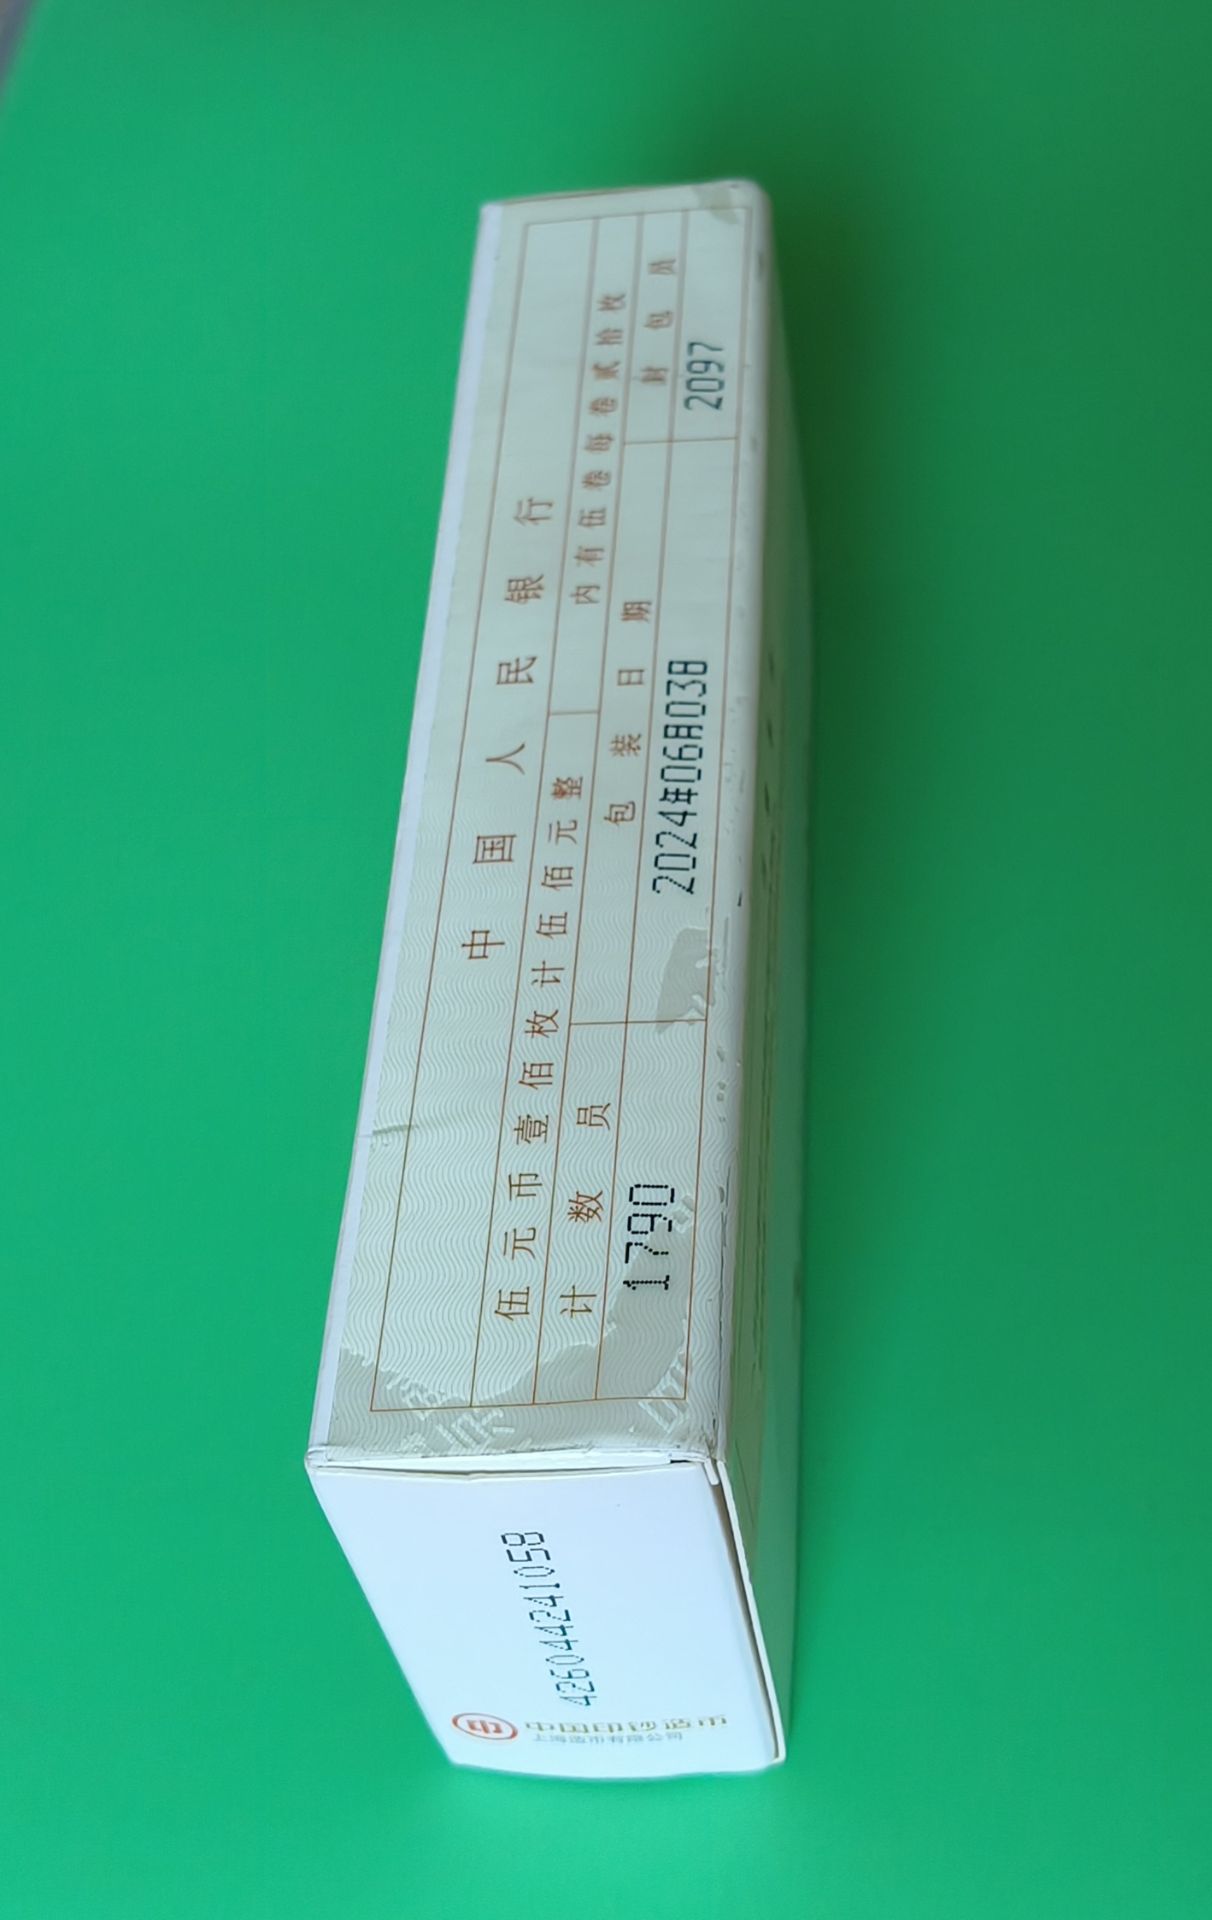 中国人民银行
伍元币壹佰枚计伍佰元整
内有伍卷每卷贰拾枚
计数员
包装日期
封包员
1790
2024年06月03日
2097
426044241058
中国印钞造币
上海造币有限公司